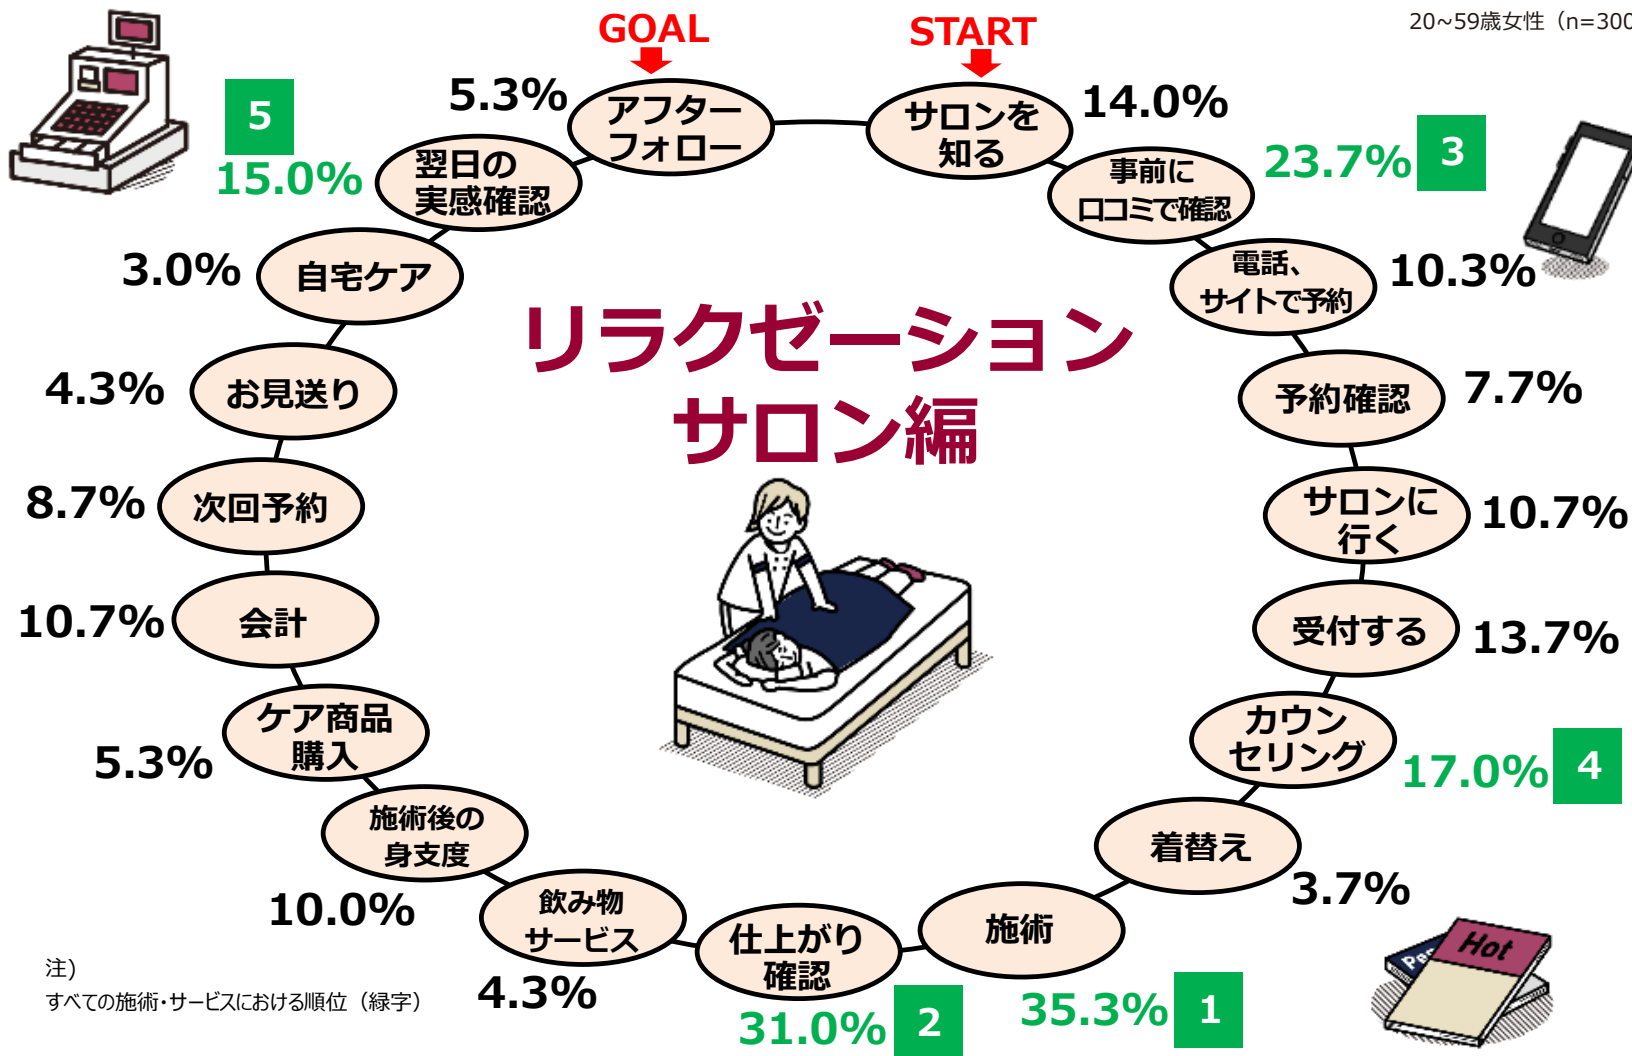 20~59歳女性（n=300
GOAL
START
アフター
フォロー
5.3%
サロンを
知る
14.0%
事前に
口コミで確認
23.7%
3
電話、
サイトで予約
10.3%
予約確認
7.7%
サロンに
行く
10.7%
受付する
13.7%
カウン
セリング
17.0%
4
着替え
3.7%
施術
35.3%
1
仕上がり
確認
31.0%
2
飲み物
サービス
4.3%
施術後の
身支度
10.0%
ケア商品
購入
5.3%
会計
10.7%
次回予約
8.7%
お見送り
4.3%
自宅ケア
3.0%
翌日の
実感確認
15.0%
5
リラクゼーション
サロン編
Hot
注)
すべての施術・サービスにおける順位（緑字）